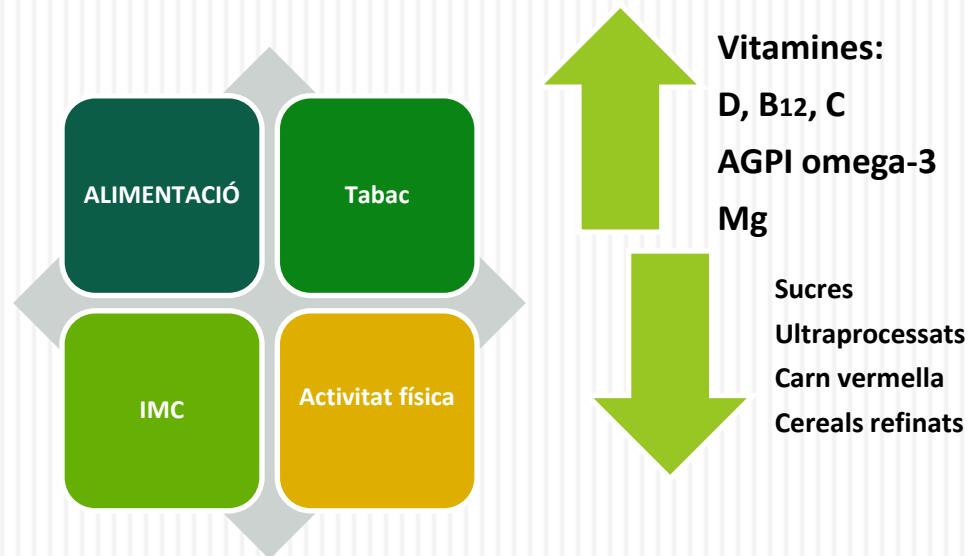 ALIMENTACIÓ
Tabac
IMC
Activitat física
Vitamines:
D, B12, C
AGPI omega-3
Mg
Sucres
Ultraprocessats
Carn vermella
Cereals refinats